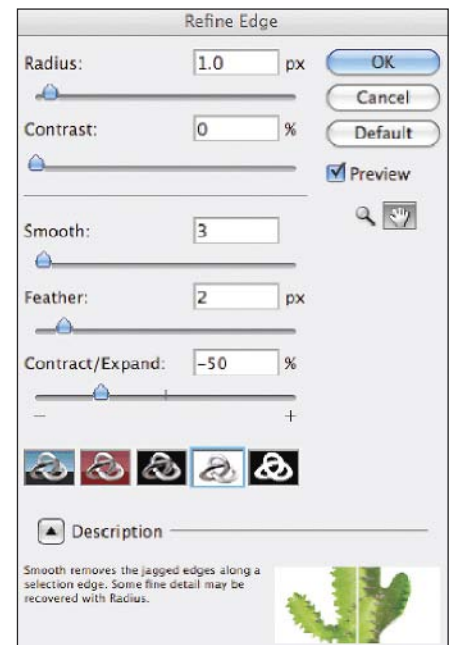 Refine Edge
Radius: 1.0 px
OK
Cancel
Contrast: 0 %
Default
Preview
Smooth: 3
Feather: 2 px
Contract/Expand: -50 %
– +
Description
Smooth removes the jagged edges along a
selection edge. Some fine detail may be
recovered with Radius.